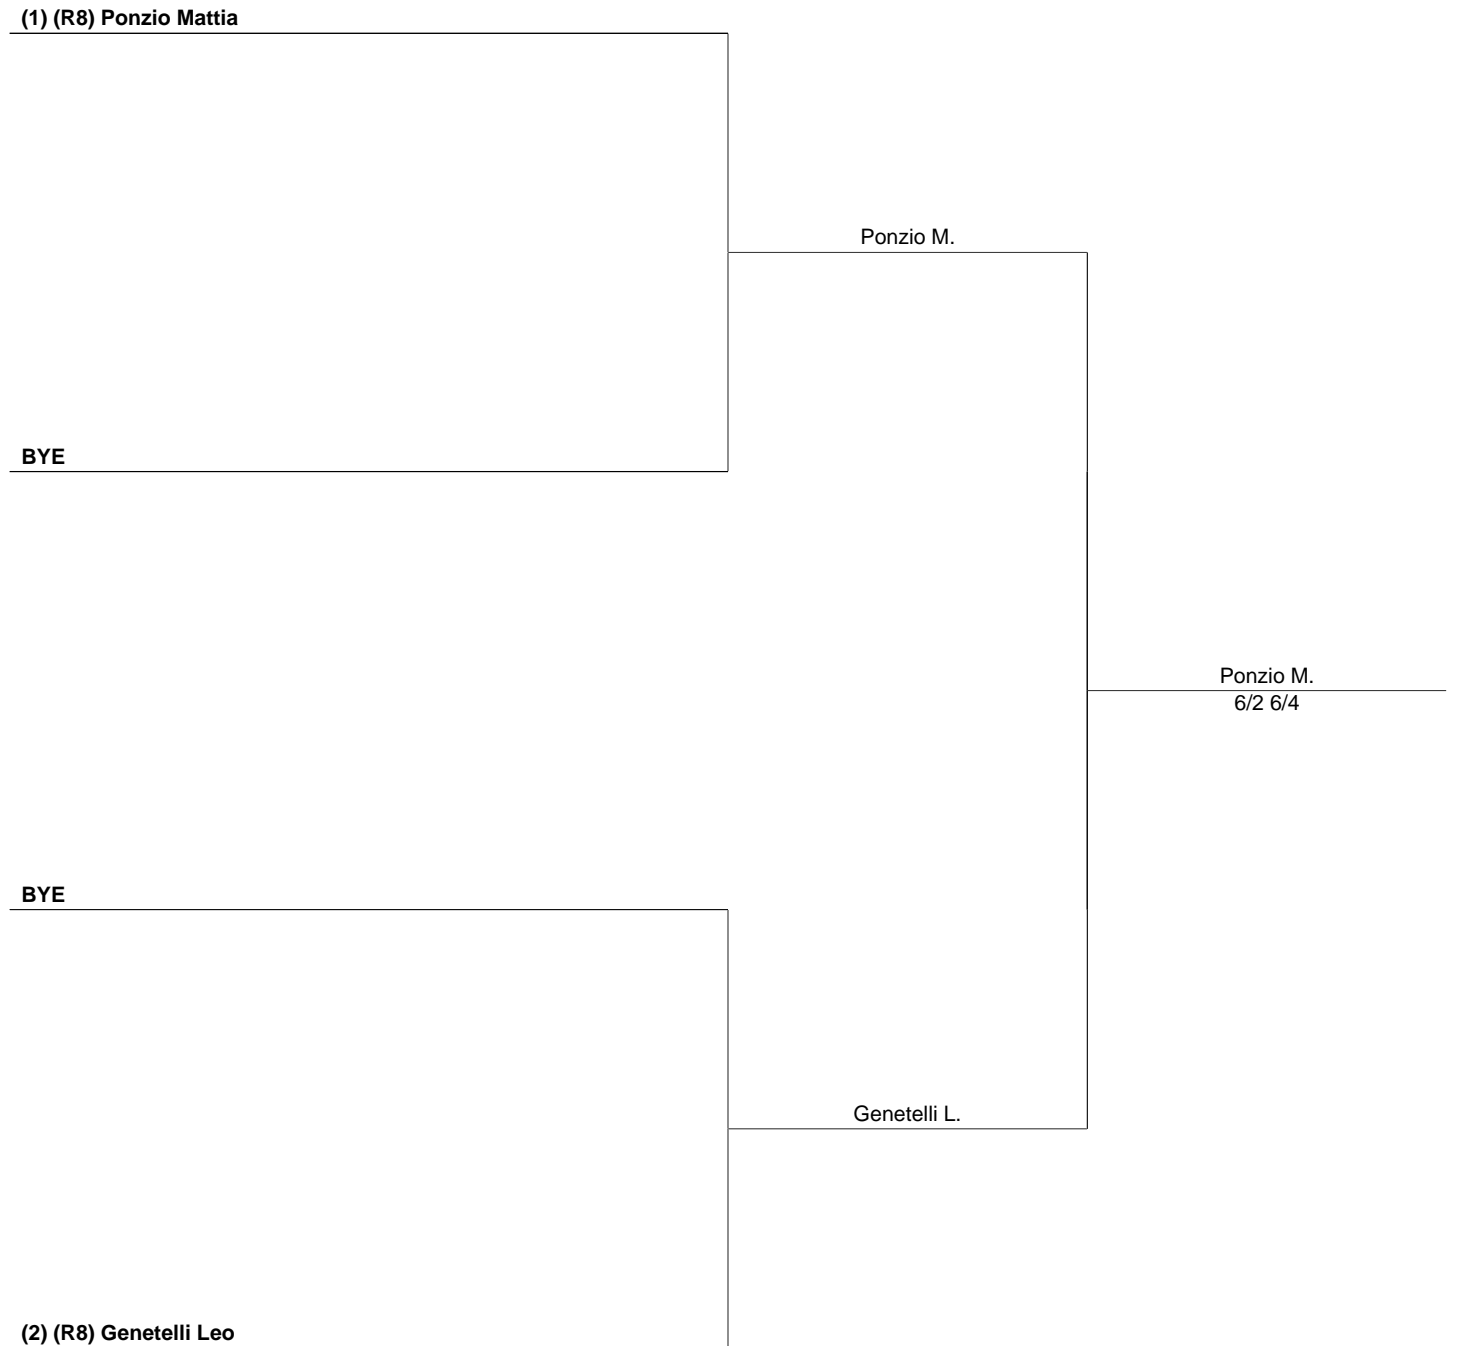 (1) (R8) Ponzio Mattia
Ponzio M.
BYE
Ponzio M.
6/2 6/4
BYE
Genetelli L.
(2) (R8) Genetelli Leo